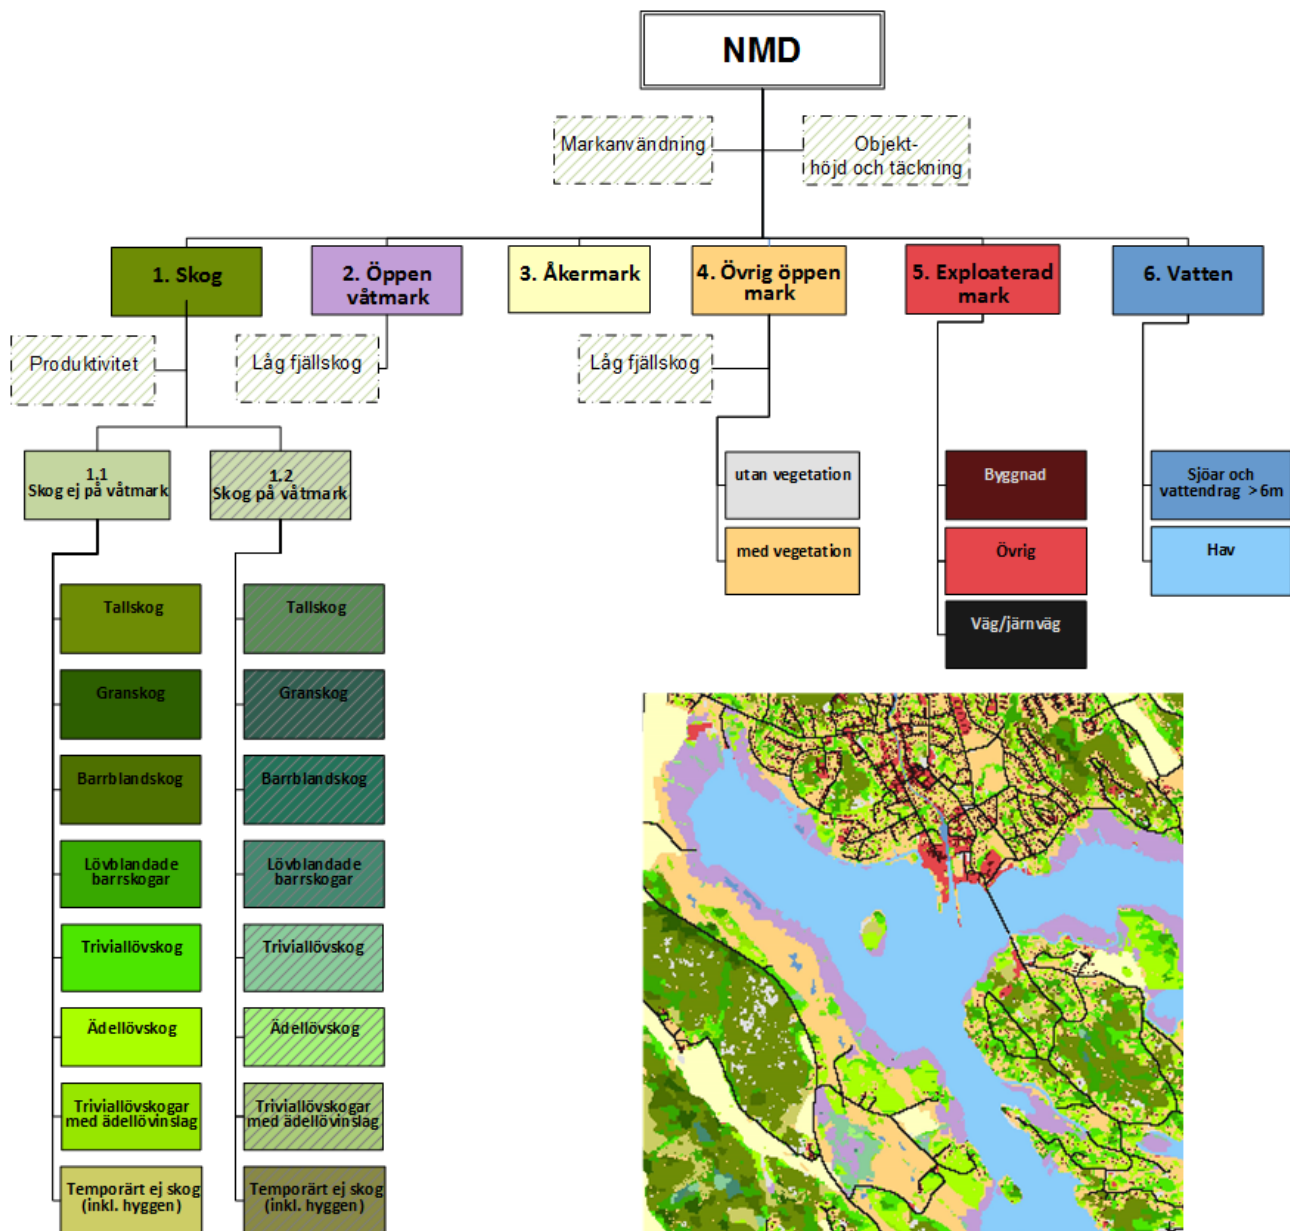 NMD
Markanvändning
Objekt-
höjd och täckning
1. Skog
2. Öppen
våtmark
3. Åkermark
4. Övrig öppen
mark
5. Exploaterad
mark
6. Vatten
Produktivitet
Låg fjällskog
Låg fjällskog
1.1
Skog ej på våtmark
1.2
Skog på våtmark
utan vegetation
med vegetation
Byggnad
Övrig
Väg/järnväg
Sjöar och
vattendrag >6m
Hav
Tallskog
Granskog
Barrblandskog
Lövblandade
barrskogar
Triviallövskog
Ädellövskog
Triviallövskogar
med ädellövinslag
Temporärt ej skog
(inkl. hyggen)
Tallskog
Granskog
Barrblandskog
Lövblandade
barrskogar
Triviallövskog
Ädellövskog
Triviallövskogar
med ädellövinslag
Temporärt ej skog
(inkl. hyggen)